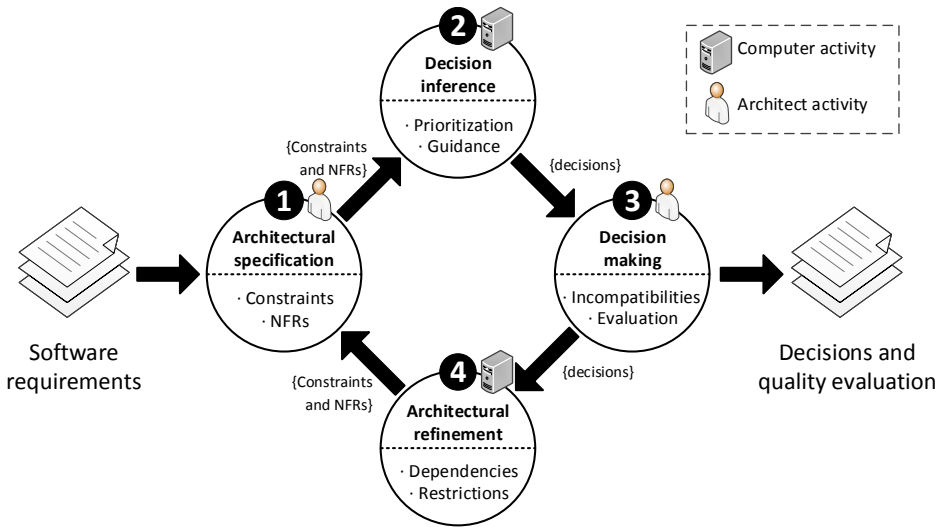 2
Decision
inference
· Prioritization
· Guidance
Computer activity
Architect activity
{Constraints
and NFRs}
{decisions}
1
Architectural
specification
· Constraints
· NFRs
3
Decision
making
· Incompatibilities
· Evaluation
Software
requirements
Decisions and
quality evaluation
{Constraints
and NFRs}
{decisions}
4
Architectural
refinement
· Dependencies
· Restrictions